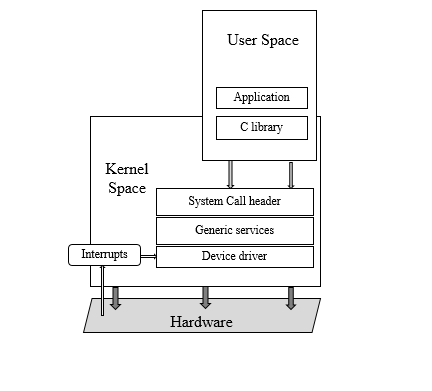 User Space
Application
C library
Kernel
Space
System Call header
Generic services
Interrupts
Device driver
Hardware